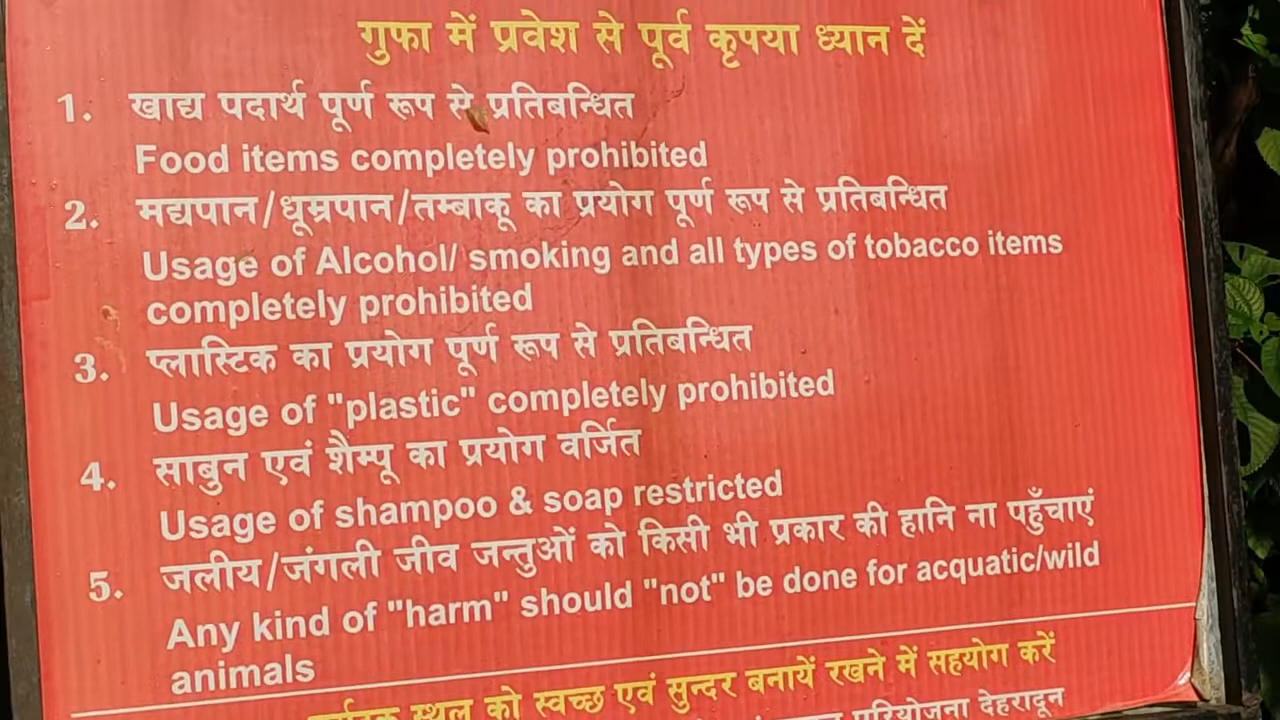 गुफा में प्रवेश से पूर्व कृपया ध्यान दें
1. खाद्य पदार्थ पूर्ण रूप से प्रतिबन्धित
Food items completely prohibited
2. मद्यपान/धूम्रपान/तम्बाकू का प्रयोग पूर्ण रूप से प्रतिबन्धित
Usage of Alcohol/ smoking and all types of tobacco items
completely prohibited
3. प्लास्टिक का प्रयोग पूर्ण रूप से प्रतिबन्धित
Usage of "plastic" completely prohibited
4. साबुन एवं शैम्पू का प्रयोग वर्जित
Usage of shampoo & soap restricted
5. जलीय/जंगली जीव जन्तुओं को किसी भी प्रकार की हानि ना पहुँचाएं
Any kind of "harm" should "not" be done for acquatic/wild
animals
स्थल को स्वच्छ एवं सुन्दर बनायें रखने में सहयोग करें
परियोजना देहरादून